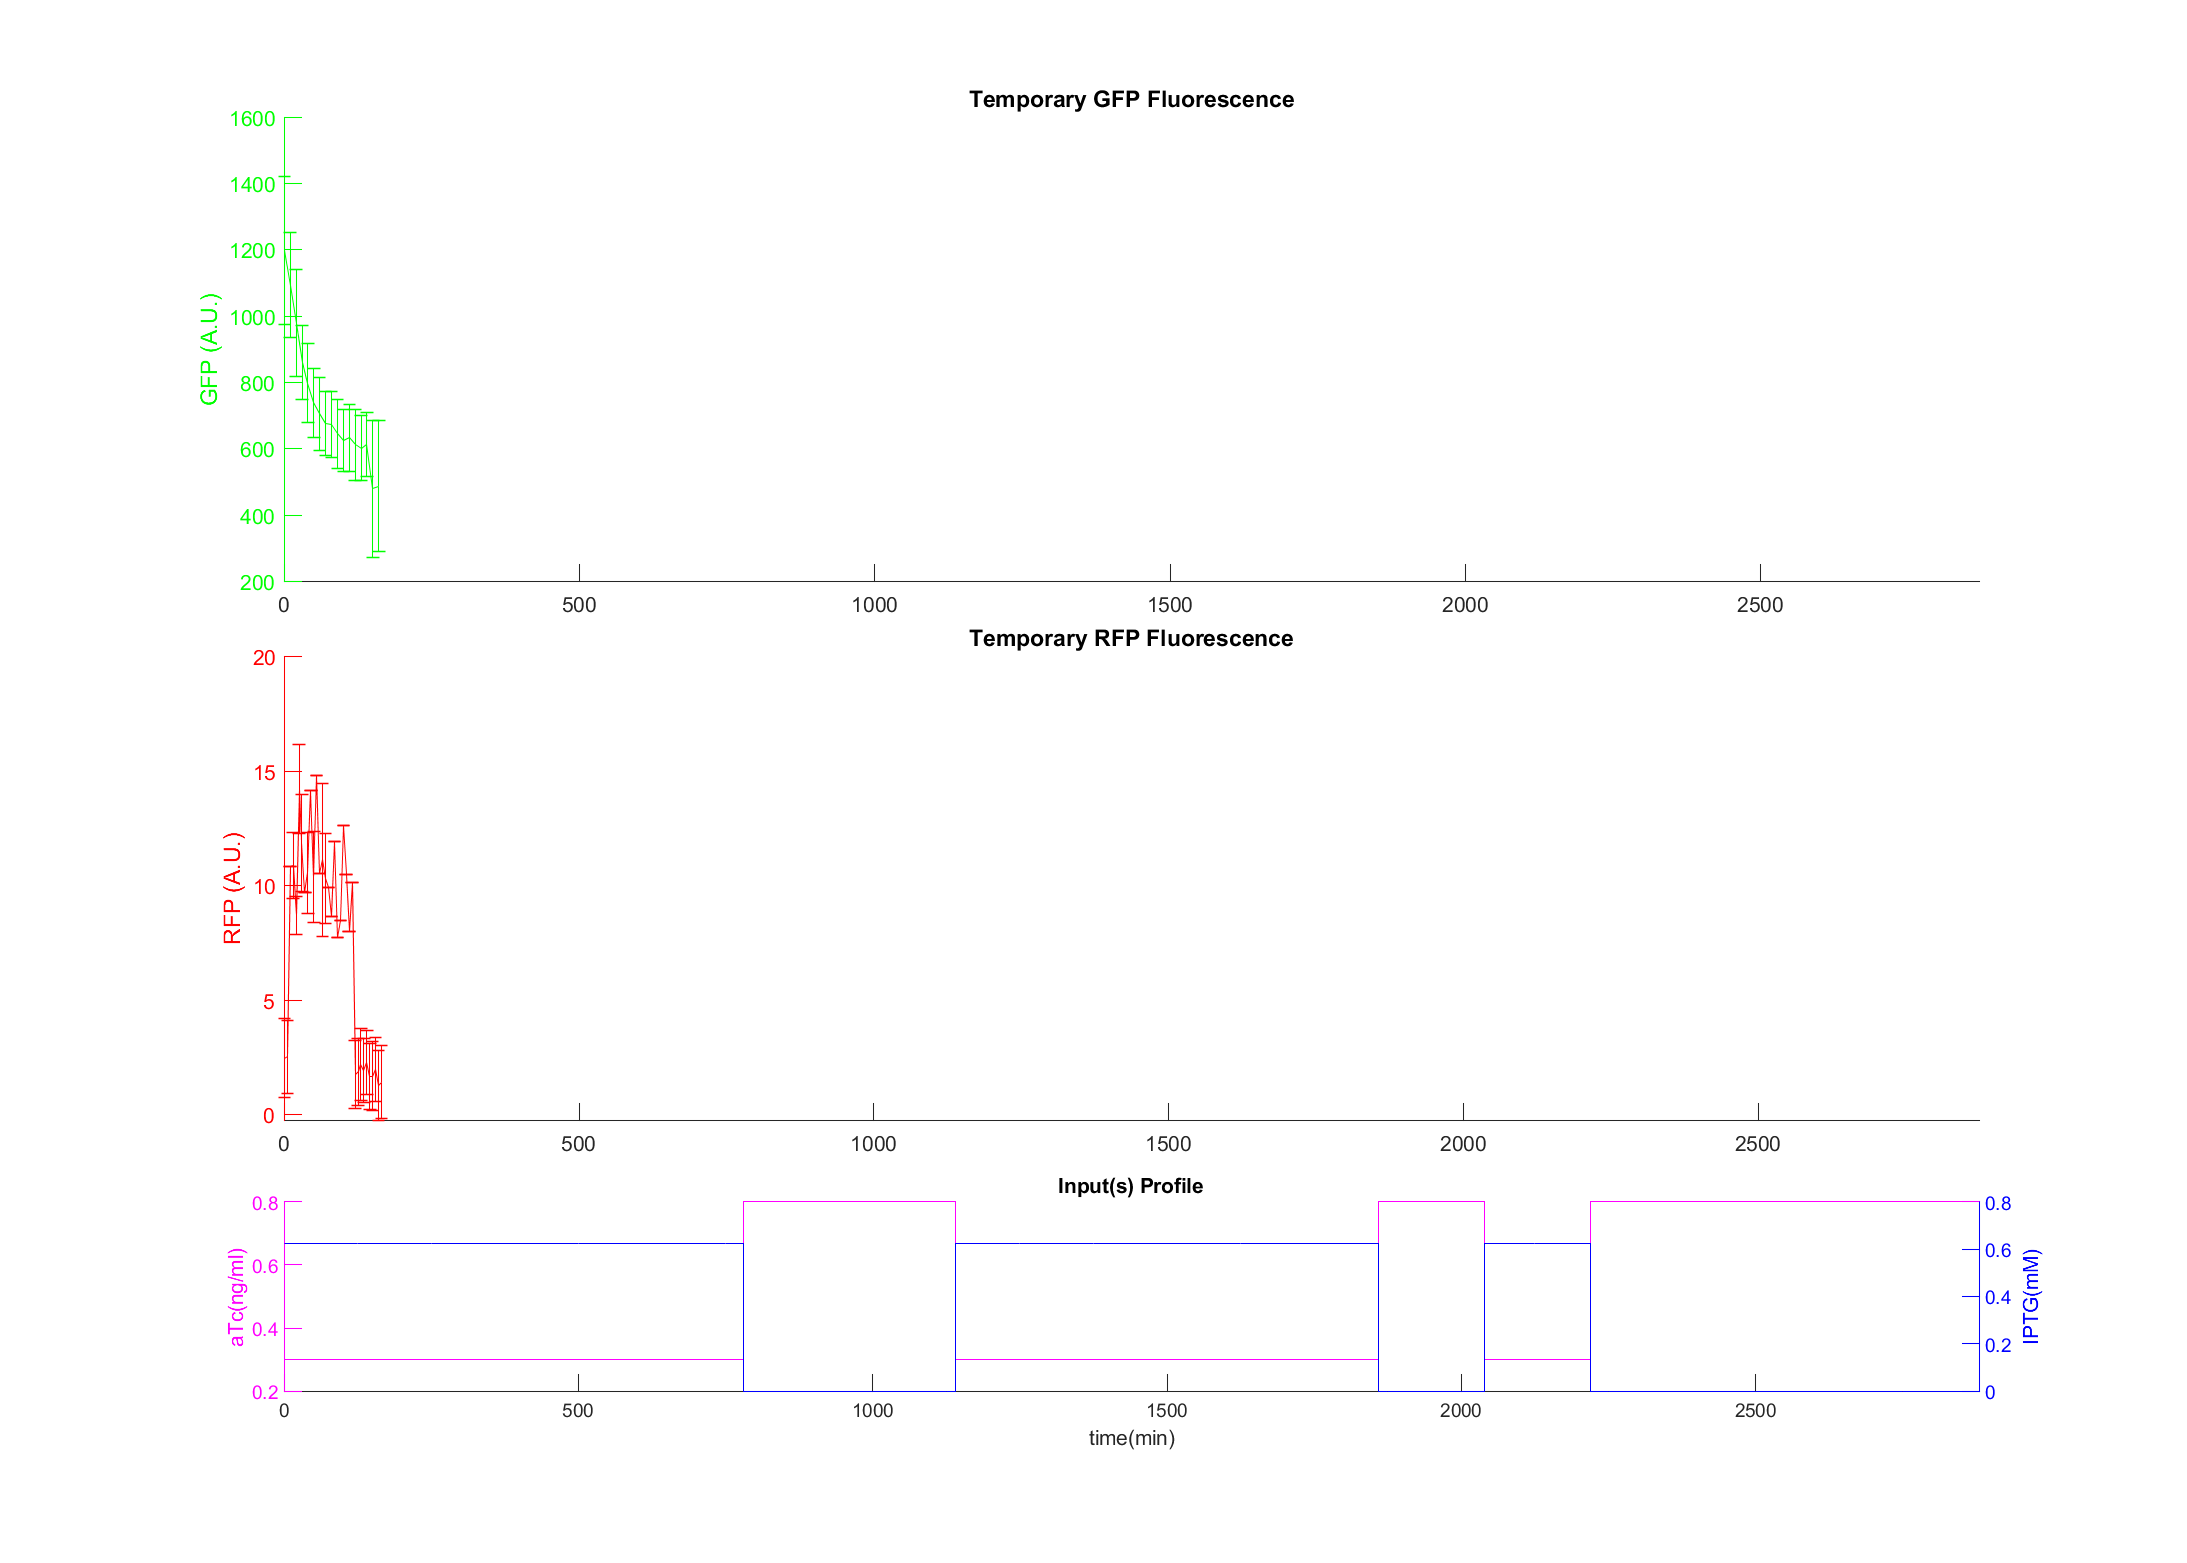 Temporary GFP Fluorescence
1600
1400
1200
1000
800
600
400
200
GFP (A.U.)
0 500 1000 1500 2000 2500
Temporary RFP Fluorescence
20
15
10
5
0
RFP (A.U.)
0 500 1000 1500 2000 2500
Input(s) Profile
0.8
0.6
0.4
0.2
aTc(ng/ml)
0.8
0.6
0.4
0.2
0
IPTG(mM)
0 500 1000 1500 2000 2500
time(min)